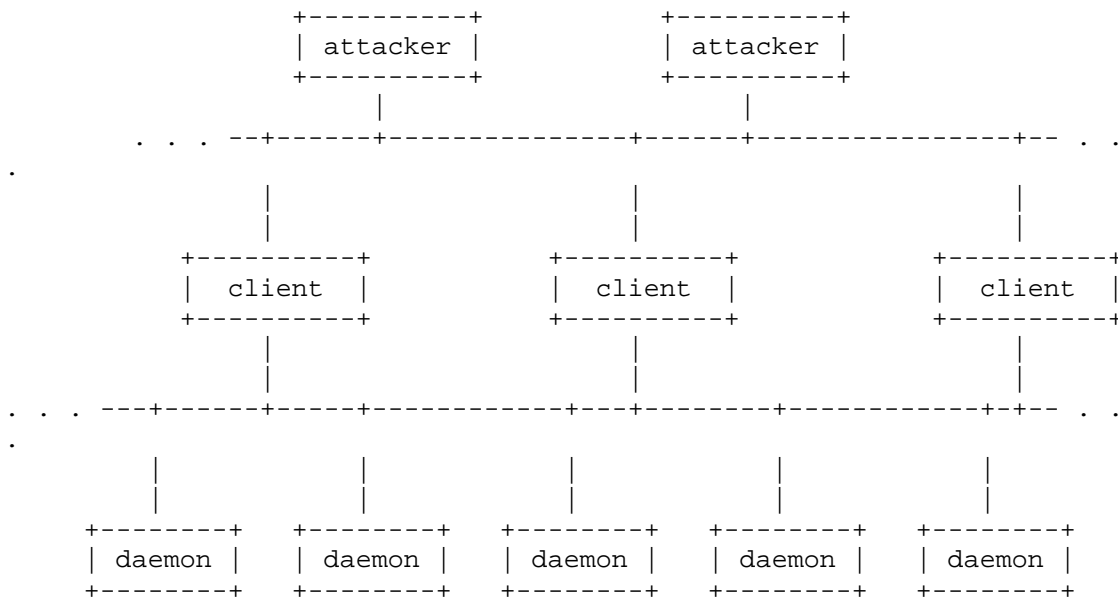 +----------+          +----------+
| attacker |          | attacker |
+----------+          +----------+
|                      |
. . . --+------+---------------+------+----------------+-- . .
.
|                      |                       |
|                      |                       |
+----------+           +----------+            +----------+
|  client  |           |  client  |            |  client  |
+----------+           +----------+            +----------+
|                      |                       |
|                      |                       |
. . . ---+------+-----+------------+---+--------+------------+-+-- . .
.
|            |            |            |            |
|            |            |            |            |
+--------+   +--------+   +--------+   +--------+   +--------+
| daemon |   | daemon |   | daemon |   | daemon |   | daemon |
+--------+   +--------+   +--------+   +--------+   +--------+